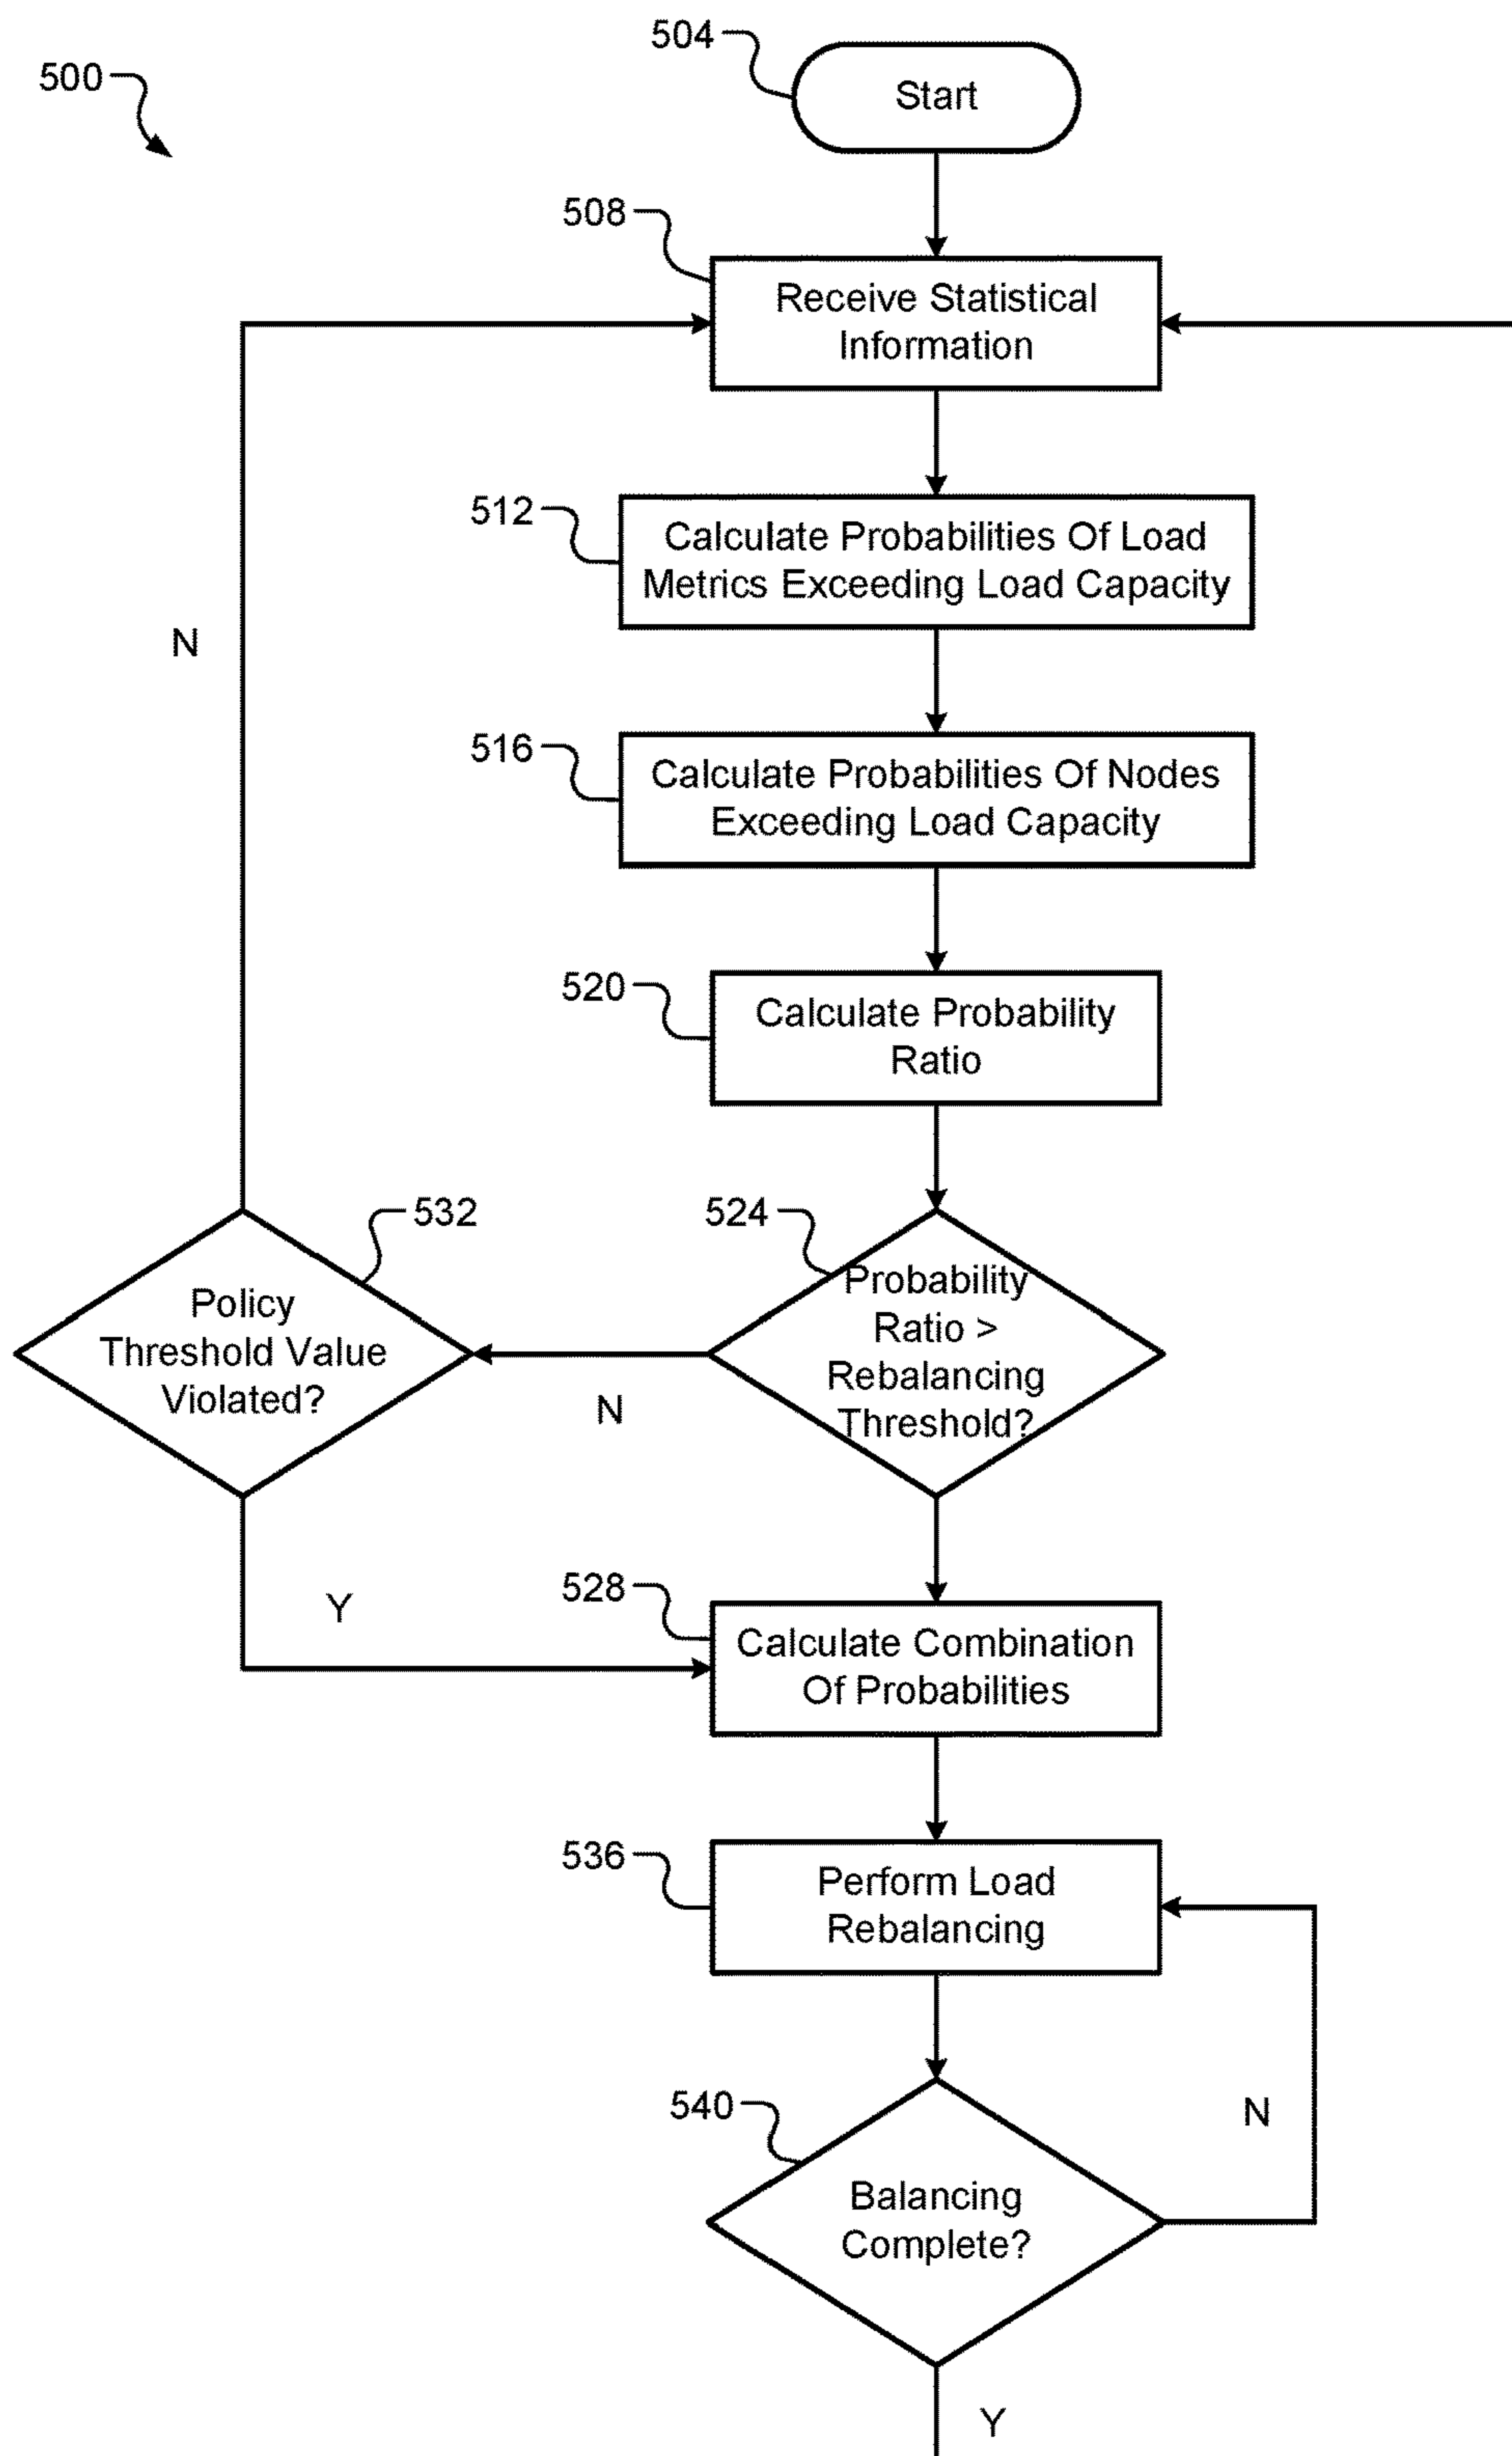 504
Start
500
508
Receive Statistical
Information
512
Calculate Probabilities Of Load
Metrics Exceeding Load Capacity
N
516
Calculate Probabilities Of Nodes
Exceeding Load Capacity
520
Calculate Probability
Ratio
532
524
Policy
Threshold Value
Violated?
Probability
Ratio >
Rebalancing
Threshold?
N
528
Y
Calculate Combination
Of Probabilities
536
Perform Load
Rebalancing
540
N
Balancing
Complete?
Y